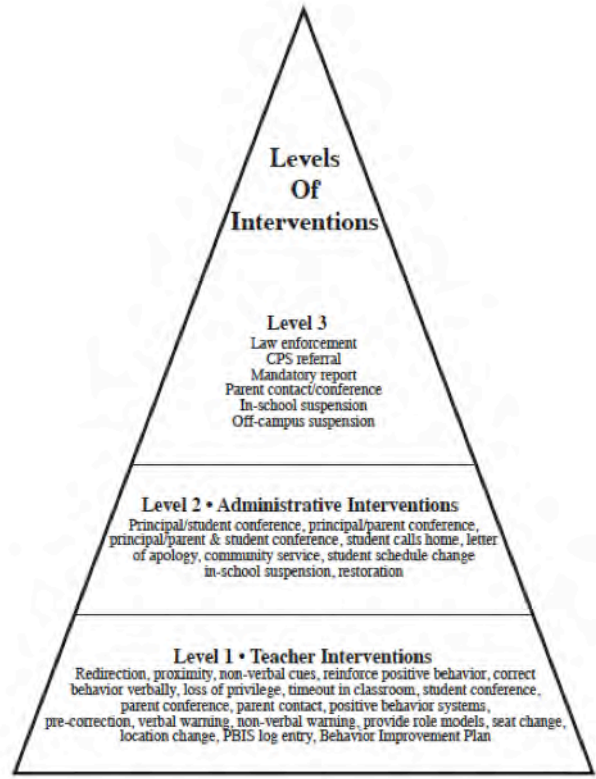 Levels
Of
Interventions
Level 3
Law enforcement
CPS referral
Mandatory report
Parent contact/conference
In-school suspension
Off-campus suspension
Level 2 • Administrative Interventions
Principal/student conference, principal/parent conference,
principal/parent & student conference, student calls home, letter
of apology, community service, student schedule change
in-school suspension, restoration
Level 1 • Teacher Interventions
Redirection, proximity, non-verbal cues, reinforce positive behavior, correct
behavior verbally, loss of privilege, timeout in classroom, student conference,
parent conference, parent contact, positive behavior systems,
pre-correction, verbal warning, non-verbal warning, provide role models, seat change,
location change, PBIS log entry, Behavior Improvement Plan